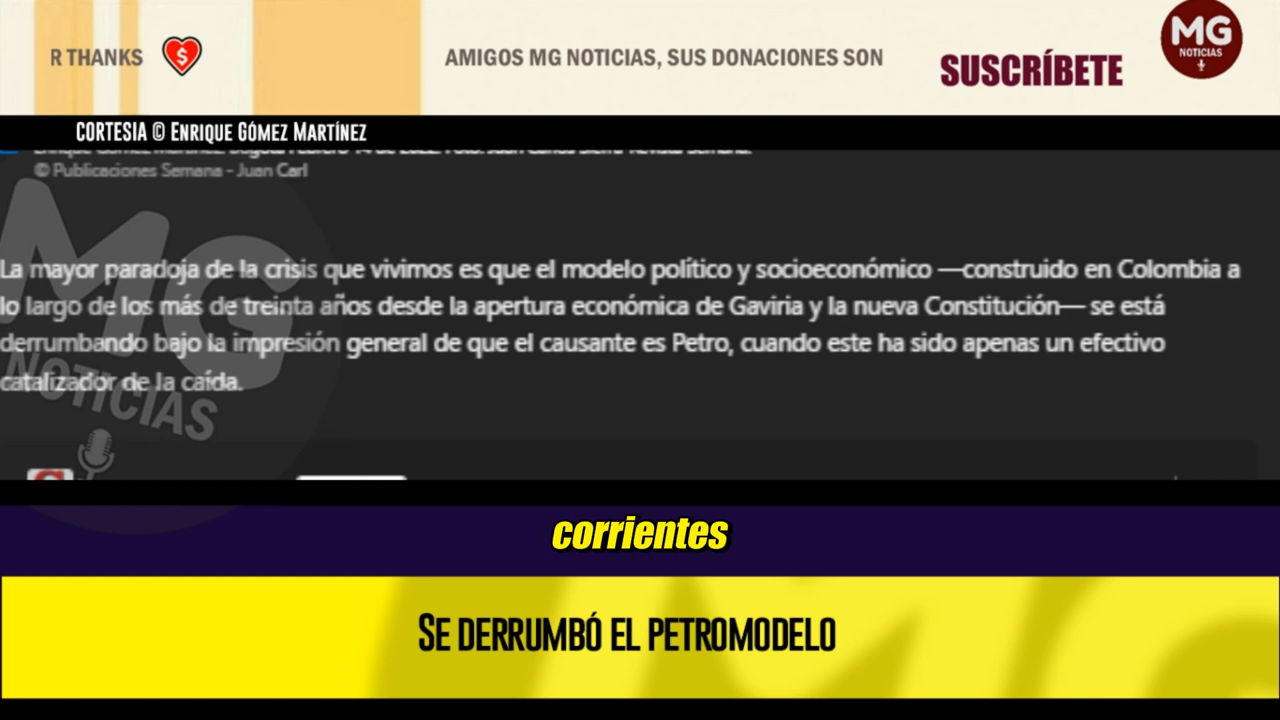 R THANKS
AMIGOS MG NOTICIAS, SUS DONACIONES SON
SUSCRÍBETE
MG
NOTICIAS
CORTESIA © ENRIQUE GÓMEZ MARTÍNEZ
© Publicaciones Semana - Juan Carl
La mayor paradoja de la crisis que vivimos es que el modelo político y socioeconómico —construido en Colombia a
lo largo de los más de treinta años desde la apertura económica de Gaviria y la nueva Constitución— se está
derrumbando bajo la impresión general de que el causante es Petro, cuando este ha sido apenas un efectivo
catalizador de la caída.
MG
NOTICIAS
corrientes
SE DERRUMBÓ EL PETROMODELO